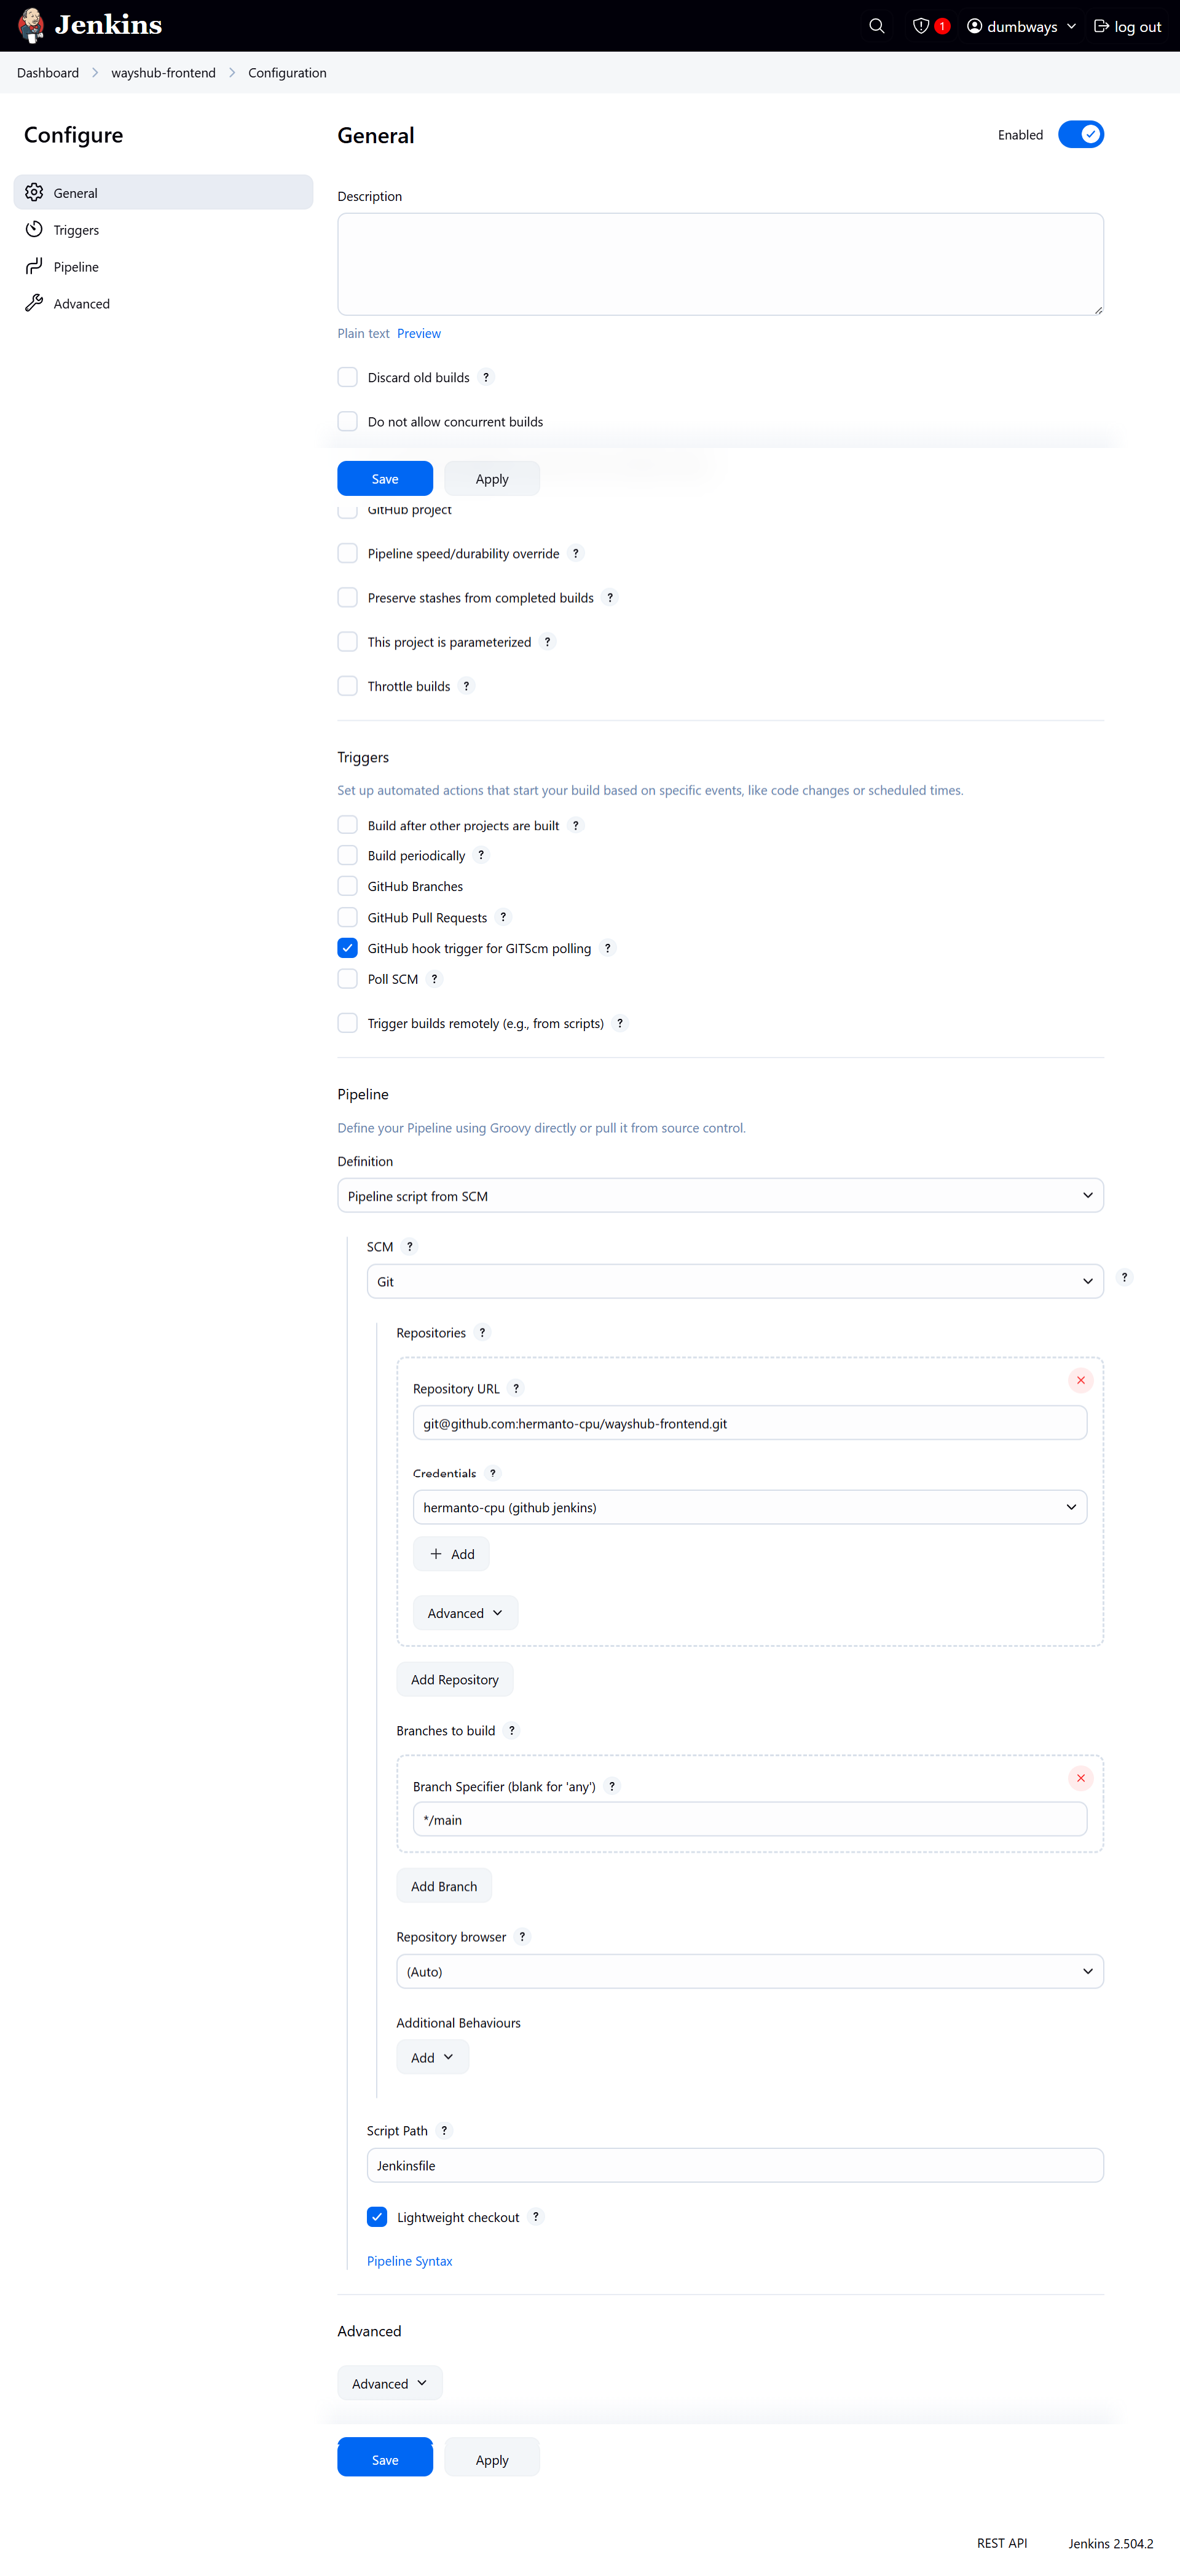 Jenkins
1
dumbways
log out
Dashboard
wayshub-frontend
Configuration
Configure
General
Triggers
Pipeline
Advanced
General
Enabled
Description
Plain text Preview
Discard old builds ?
Do not allow concurrent builds
Save
Apply
GitHub project
Pipeline speed/durability override ?
Preserve stashes from completed builds ?
This project is parameterized ?
Throttle builds ?
Triggers
Set up automated actions that start your build based on specific events, like code changes or scheduled times.
Build after other projects are built ?
Build periodically ?
GitHub Branches
GitHub Pull Requests ?
GitHub hook trigger for GITScm polling ?
Poll SCM ?
Trigger builds remotely (e.g., from scripts) ?
Pipeline
Define your Pipeline using Groovy directly or pull it from source control.
Definition
Pipeline script from SCM
SCM ?
Git
?
Repositories ?
Repository URL ?
git@github.com:hermanto-cpu/wayshub-frontend.git
Credentials ?
hermanto-cpu (github jenkins)
+ Add
Advanced
Add Repository
Branches to build ?
Branch Specifier (blank for 'any') ?
*/main
Add Branch
Repository browser ?
(Auto)
Additional Behaviours
Add
Script Path ?
Jenkinsfile
Lightweight checkout ?
Pipeline Syntax
Advanced
Advanced
Save
Apply
REST API
Jenkins 2.504.2